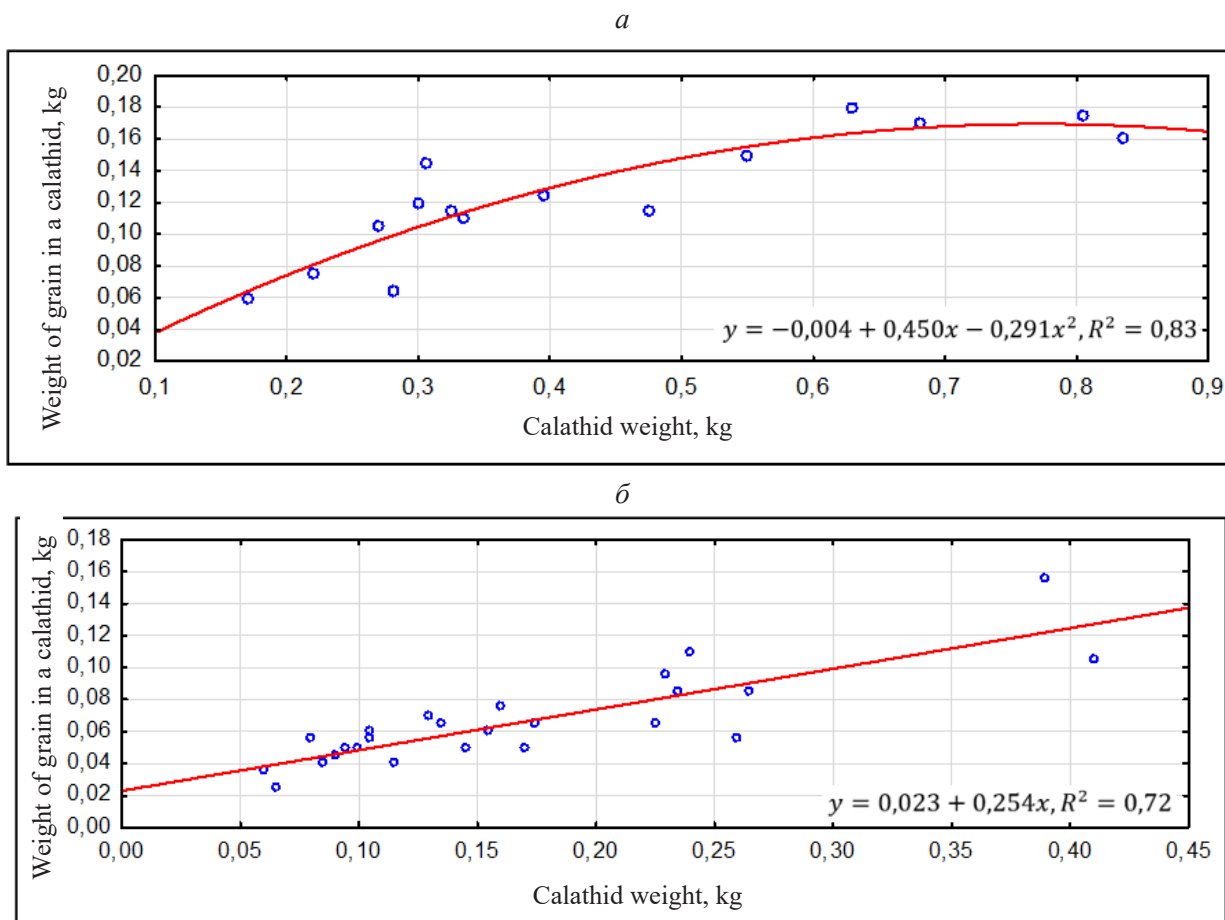 а
Weight of grain in a calathid, kg
0,20
0,18
0,16
0,14
0,12
0,10
0,08
0,06
0,04
0,02
y = −0,004 + 0,450x − 0,291x², R² = 0,83
0,1 0,2 0,3 0,4 0,5 0,6 0,7 0,8 0,9
Calathid weight, kg
б
Weight of grain in a calathid, kg
0,18
0,16
0,14
0,12
0,10
0,08
0,06
0,04
0,02
0,00
y = 0,023 + 0,254x, R² = 0,72
0,00 0,05 0,10 0,15 0,20 0,25 0,30 0,35 0,40 0,45
Calathid weight, kg